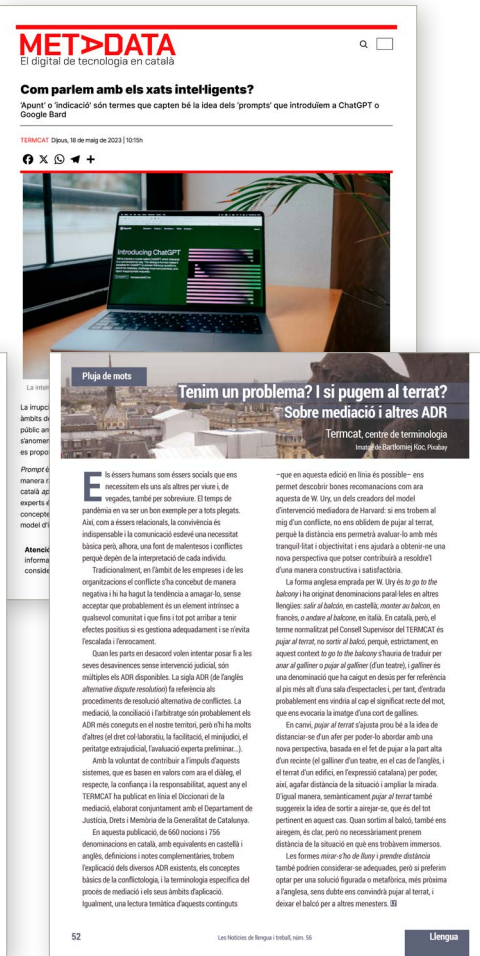 METADATA
El digital de tecnologia en català
Com parlem amb els xats intel·ligents?
'Apunt' o 'indicació' són termes que capten bé la idea dels 'prompts' que introduïem a ChatGPT o
Google Bard
TERMCAT Dijous, 18 de maig de 2023 | 10:15h
Introducing ChatGPT
La inter
La irrupci
àmbits de
públic am
s'anomen
es propo
Prompt é
manera r
català ap
experts é
concepte
model d'i
Atenció
informa
conside
Pluja de mots
Tenim un problema? I si pugem al terrat?
Sobre mediació i altres ADR
Termcat, centre de terminologia
Imatge de Bartłomiej Koc, Pixabay
Els éssers humans som éssers socials que ens
necessitem els uns als altres per viure i, de
vegades, també per sobreviure. El temps de
pandèmia en va ser un bon exemple per a tots plegats.
Així, com a éssers relacionals, la convivència és
indispensable i la comunicació esdevé una necessitat
bàsica però, alhora, una font de malentesos i conflictes
perquè depèn de la interpretació de cada individu.
Tradicionalment, en l'àmbit de les empreses i de les
organitzacions el conflicte s'ha concebut de manera
negativa i hi ha hagut la tendència a amagar-lo, sense
acceptar que probablement és un element intrínsec a
qualsevol comunitat i que fins i tot pot arribar a tenir
efectes positius si es gestiona adequadament i se n'evita
l'escalada i l'enrocament.
Quan les parts en desacord volen intentar posar fi a les
seves desavinences sense intervenció judicial, són
múltiples els ADR disponibles. La sigla ADR (de l'anglès
alternative dispute resolution) fa referència als
procediments de resolució alternativa de conflictes. La
mediació, la conciliació i l'arbitratge són probablement els
ADR més coneguts en el nostre territori, però n'hi ha molts
d'altres (el dret col·laboratiu, la facilitació, el minijudici, el
peritatge extrajudicial, l'avaluació experta preliminar...).
Amb la voluntat de contribuir a l'impuls d'aquests
sistemes, que es basen en valors com ara el diàleg, el
respecte, la confiança i la responsabilitat, aquest any el
TERMCAT ha publicat en línia el Diccionari de la
mediació, elaborat conjuntament amb el Departament de
Justícia, Drets i Memòria de la Generalitat de Catalunya.
En aquesta publicació, de 660 nocions i 756
denominacions en català, amb equivalents en castellà i
anglès, definicions i notes complementàries, trobem
l'explicació dels diversos ADR existents, els conceptes
bàsics de la conflictologia, i la terminologia específica del
procés de mediació i els seus àmbits d'aplicació.
Igualment, una lectura temàtica d'aquests continguts
–que en aquesta edició en línia és possible– ens
permet descobrir bones recomanacions com ara
aquesta de W. Ury, un dels creadors del model
d'intervenció mediadora de Harvard: si ens trobem al
mig d'un conflicte, no ens oblidem de pujar al terrat,
perquè la distància ens permetrà avaluar-lo amb més
tranquil·litat i objectivitat i ens ajudarà a obtenir-ne una
nova perspectiva que potser contribuirà a resoldre'l
d'una manera constructiva i satisfactòria.
La forma anglesa emprada per W. Ury és to go to the
balcony i ha originat denominacions paral·leles en altres
llengües: salir al balcón, en castellà; monter au balcon, en
francès, o andare al balcone, en italià. En català, però, el
terme normalitzat pel Consell Supervisor del TERMCAT és
pujar al terrat, no sortir al balcó, perquè, estrictament, en
aquest context to go to the balcony s'hauria de traduir per
anar al galliner o pujar al galliner (d'un teatre), i galliner és
una denominació que ha caigut en desús per fer referència
al pis més alt d'una sala d'espectacles i, per tant, d'entrada
probablement ens vindria al cap el significat recte del mot,
que ens evocaria la imatge d'una cort de gallines.
En canvi, pujar al terrat s'ajusta prou bé a la idea de
distanciar-se d'un afer per poder-lo abordar amb una
nova perspectiva, basada en el fet de pujar a la part alta
d'un recinte (el galliner d'un teatre, en el cas de l'anglès, i
el terrat d'un edifici, en l'expressió catalana) per poder,
així, agafar distància de la situació i ampliar la mirada.
D'igual manera, semànticament pujar al terrat també
suggereix la idea de sortir a airejar-se, que és del tot
pertinent en aquest cas. Quan sortim al balcó, també ens
airegem, és clar, però no necessàriament prenem
distància de la situació en què ens trobàvem immersos.
Les formes mirar-s'ho de lluny i prendre distància
també podrien considerar-se adequades, però si preferim
optar per una solució figurada o metafòrica, més pròxima
a l'anglesa, sens dubte ens convindrà pujar al terrat, i
deixar el balcó per a altres menesters.
52
Les Notícies de llengua i treball, núm. 56
Llengua